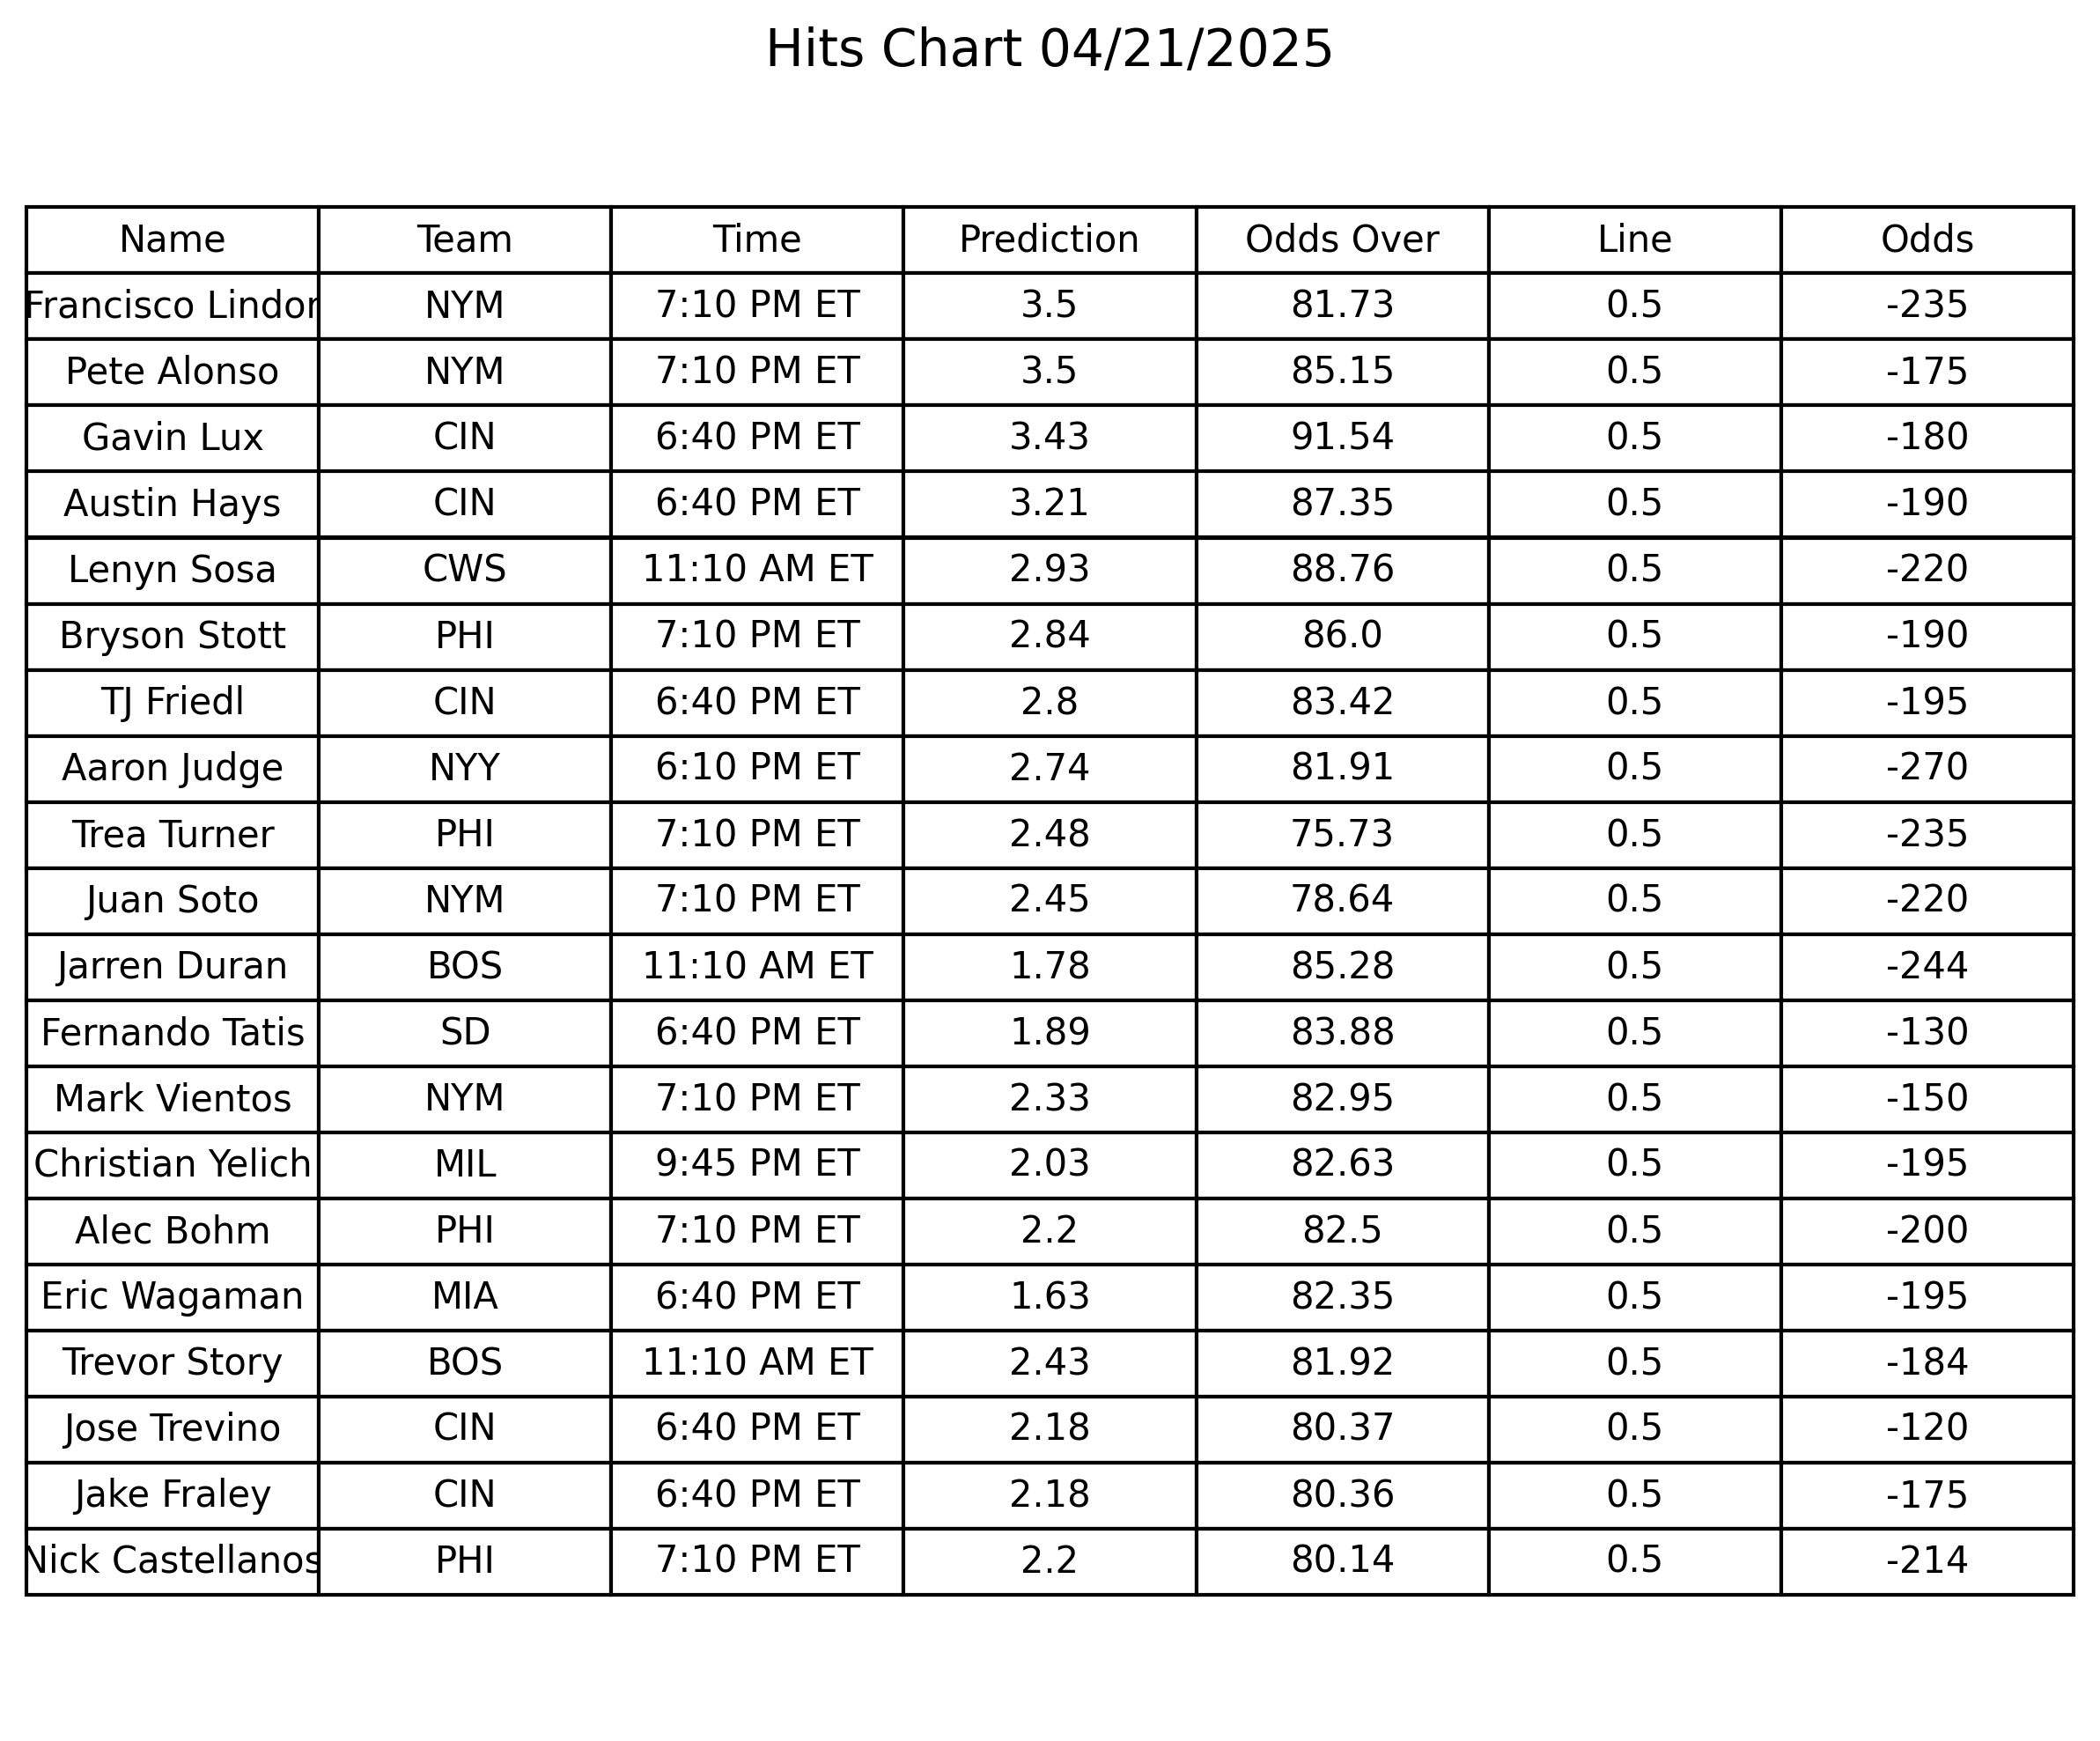 Hits Chart 04/21/2025
Name Team Time Prediction Odds Over Line Odds
Francisco Lindor NYM 7:10 PM ET 3.5 81.73 0.5 -235
Pete Alonso NYM 7:10 PM ET 3.5 85.15 0.5 -175
Gavin Lux CIN 6:40 PM ET 3.43 91.54 0.5 -180
Austin Hays CIN 6:40 PM ET 3.21 87.35 0.5 -190
Lenyn Sosa CWS 11:10 AM ET 2.93 88.76 0.5 -220
Bryson Stott PHI 7:10 PM ET 2.84 86.0 0.5 -190
TJ Friedl CIN 6:40 PM ET 2.8 83.42 0.5 -195
Aaron Judge NYY 6:10 PM ET 2.74 81.91 0.5 -270
Trea Turner PHI 7:10 PM ET 2.48 75.73 0.5 -235
Juan Soto NYM 7:10 PM ET 2.45 78.64 0.5 -220
Jarren Duran BOS 11:10 AM ET 1.78 85.28 0.5 -244
Fernando Tatis SD 6:40 PM ET 1.89 83.88 0.5 -130
Mark Vientos NYM 7:10 PM ET 2.33 82.95 0.5 -150
Christian Yelich MIL 9:45 PM ET 2.03 82.63 0.5 -195
Alec Bohm PHI 7:10 PM ET 2.2 82.5 0.5 -200
Eric Wagaman MIA 6:40 PM ET 1.63 82.35 0.5 -195
Trevor Story BOS 11:10 AM ET 2.43 81.92 0.5 -184
Jose Trevino CIN 6:40 PM ET 2.18 80.37 0.5 -120
Jake Fraley CIN 6:40 PM ET 2.18 80.36 0.5 -175
Nick Castellanos PHI 7:10 PM ET 2.2 80.14 0.5 -214